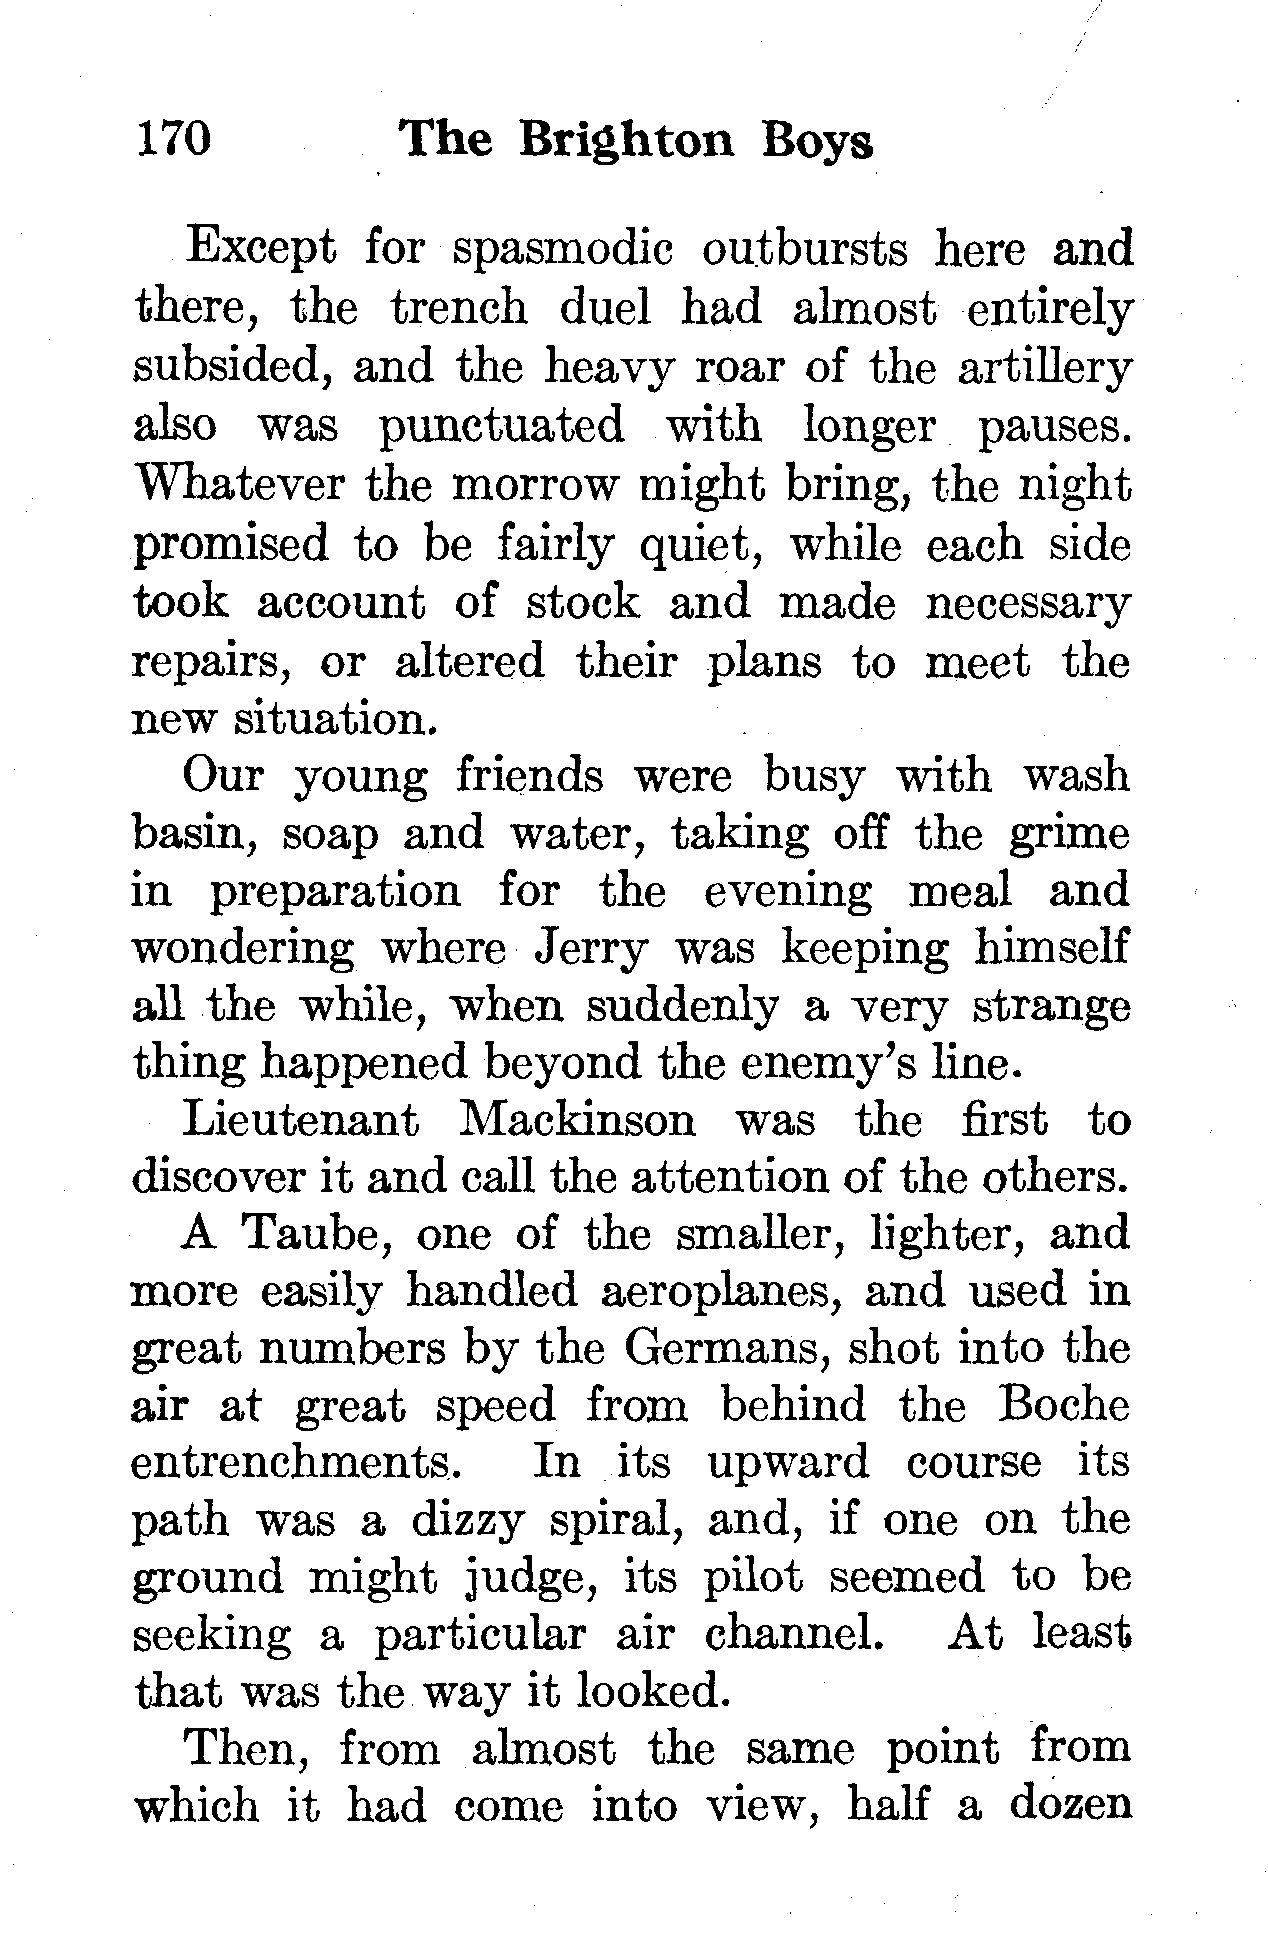 170 The Brighton Boys
Except for spasmodic outbursts here and
there, the trench duel had almost entirely
subsided, and the heavy roar of the artillery
also was punctuated with longer pauses.
Whatever the morrow might bring, the night
promised to be fairly quiet, while each side
took account of stock and made necessary
repairs, or altered their plans to meet the
new situation.
Our young friends were busy with wash
basin, soap and water, taking off the grime
in preparation for the evening meal and
wondering where Jerry was keeping himself
all the while, when suddenly a very strange
thing happened beyond the enemy's line.
Lieutenant Mackinson was the first to
discover it and call the attention of the others.
A Taube, one of the smaller, lighter, and
more easily handled aeroplanes, and used in
great numbers by the Germans, shot into the
air at great speed from behind the Boche
entrenchments. In its upward course its
path was a dizzy spiral, and, if one on the
ground might judge, its pilot seemed to be
seeking a particular air channel. At least
that was the way it looked.
Then, from almost the same point from
which it had come into view, half a dozen